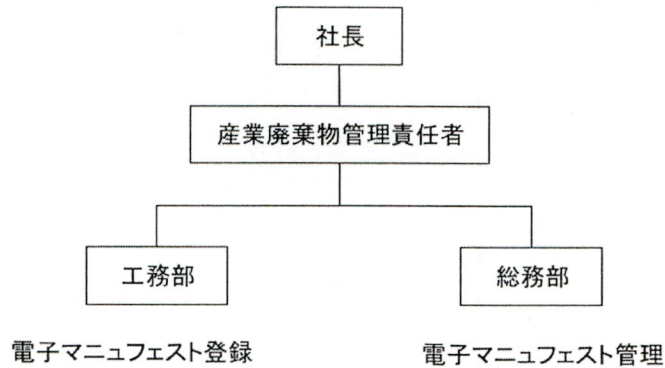 社長
産業廃棄物管理責任者
工務部
総務部
電子マニュフェスト登録
電子マニュフェスト管理